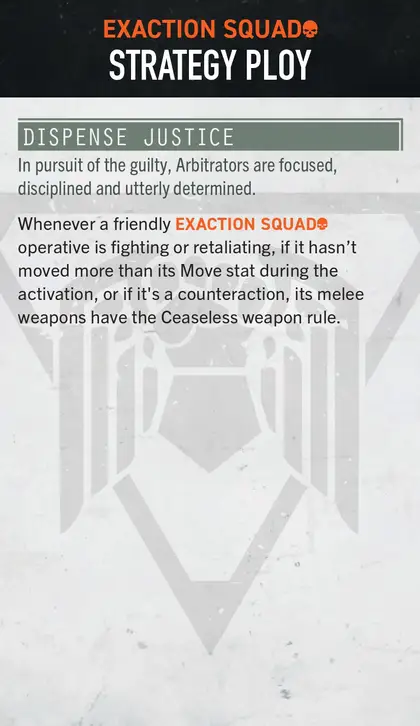 EXACTION SQUAD
STRATEGY PLOY
DISPENSE JUSTICE
In pursuit of the guilty, Arbitrators are focused,
disciplined and utterly determined.
Whenever a friendly EXACTION SQUAD
operative is fighting or retaliating, if it hasn’t
moved more than its Move stat during the
activation, or if it's a counteraction, its melee
weapons have the Ceaseless weapon rule.